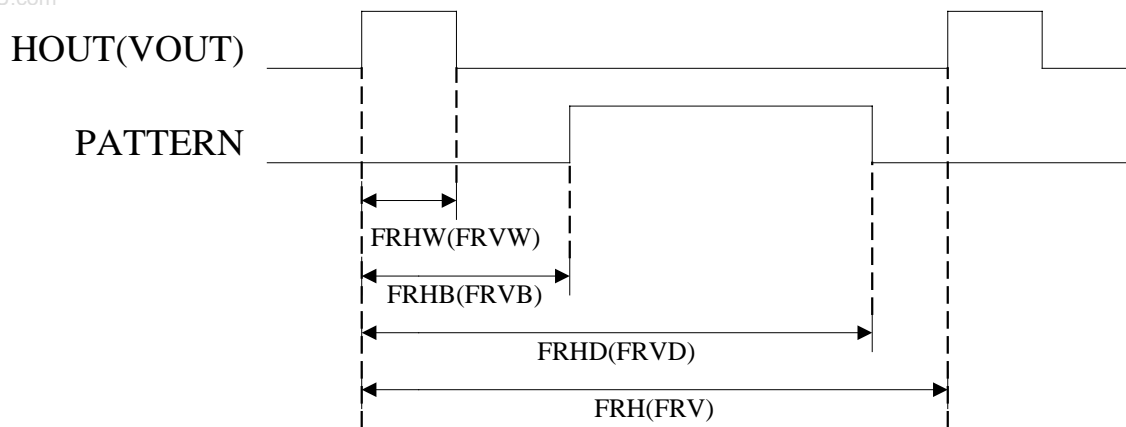 HOUT(VOUT)
PATTERN
FRHW(FRVW)
FRHB(FRVB)
FRHD(FRVD)
FRH(FRV)